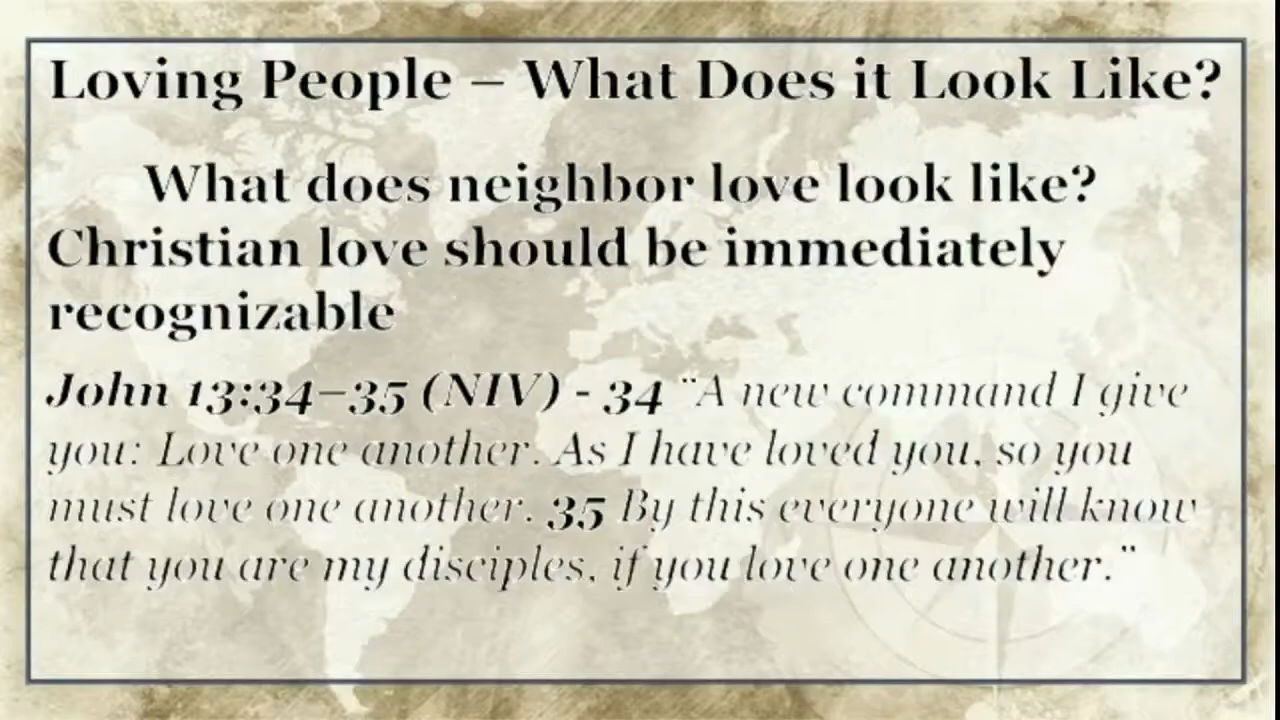 Loving People – What Does it Look Like?
What does neighbor love look like?
Christian love should be immediately
recognizable
John 13:34–35 (NIV) - 34 "A new command I give
you: Love one another. As I have loved you, so you
must love one another. 35 By this everyone will know
that you are my disciples, if you love one another."